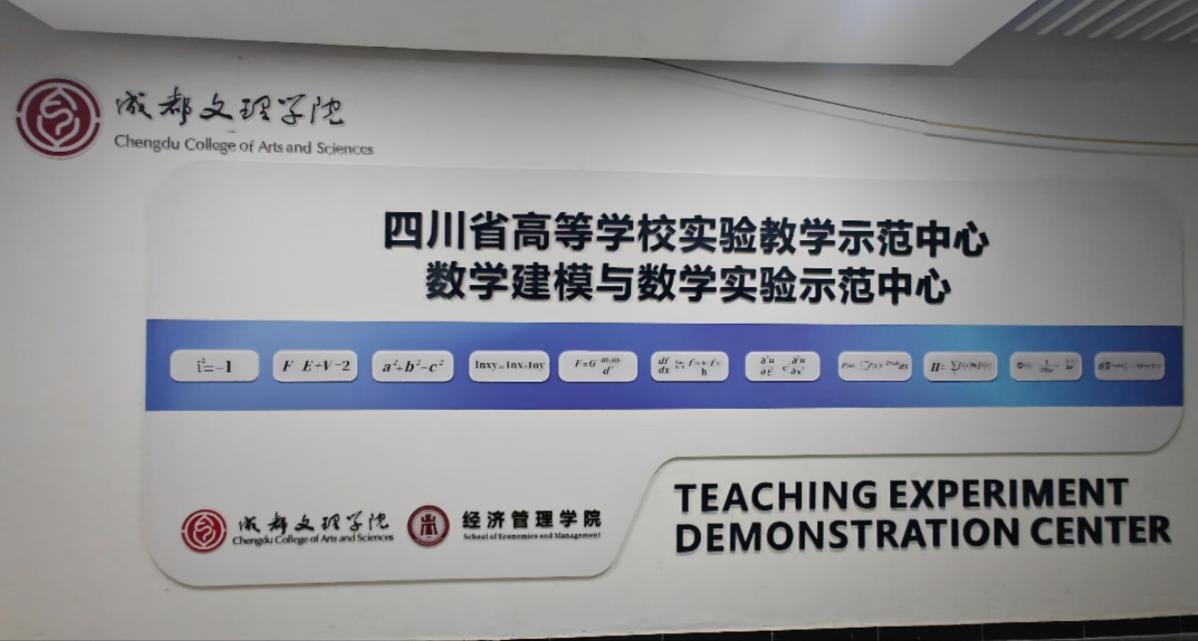 成都文理学院
Chengdu College of Arts and Sciences
四川省高等学校实验教学示范中心
数学建模与数学实验示范中心
i²=-1
F E+V-2
a²+b²-c²
lnxy=lnx+lny
成都文理学院
Chengdu College of Arts and Sciences
经济管理学院
School of Economics and Management
TEACHING EXPERIMENT
DEMONSTRATION CENTER